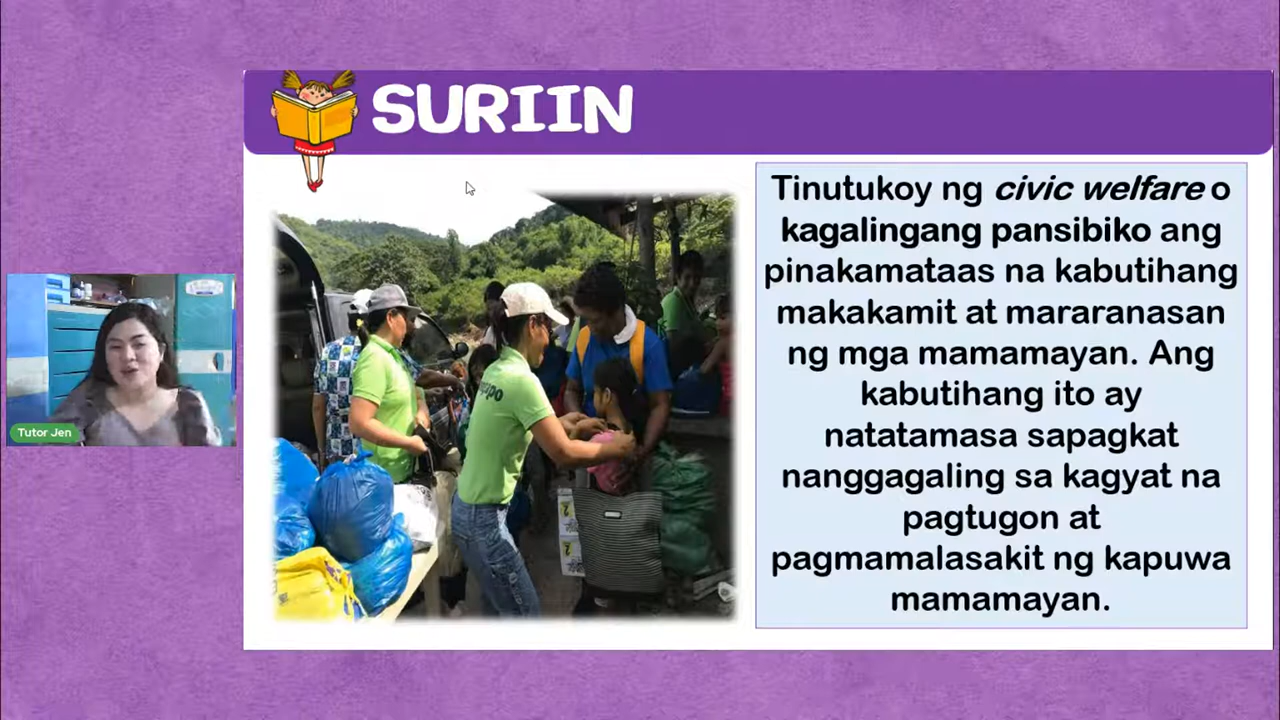 SURIIN
Tinutukoy ng civic welfare o
kagalingang pansibiko ang
pinakamataas na kabutihang
makakamit at mararanasan
ng mga mamamayan. Ang
kabutihang ito ay
natatamasa sapagkat
nanggagaling sa kagyat na
pagtugon at
pagmamalasakit ng kapuwa
mamamayan.
Tutor Jen